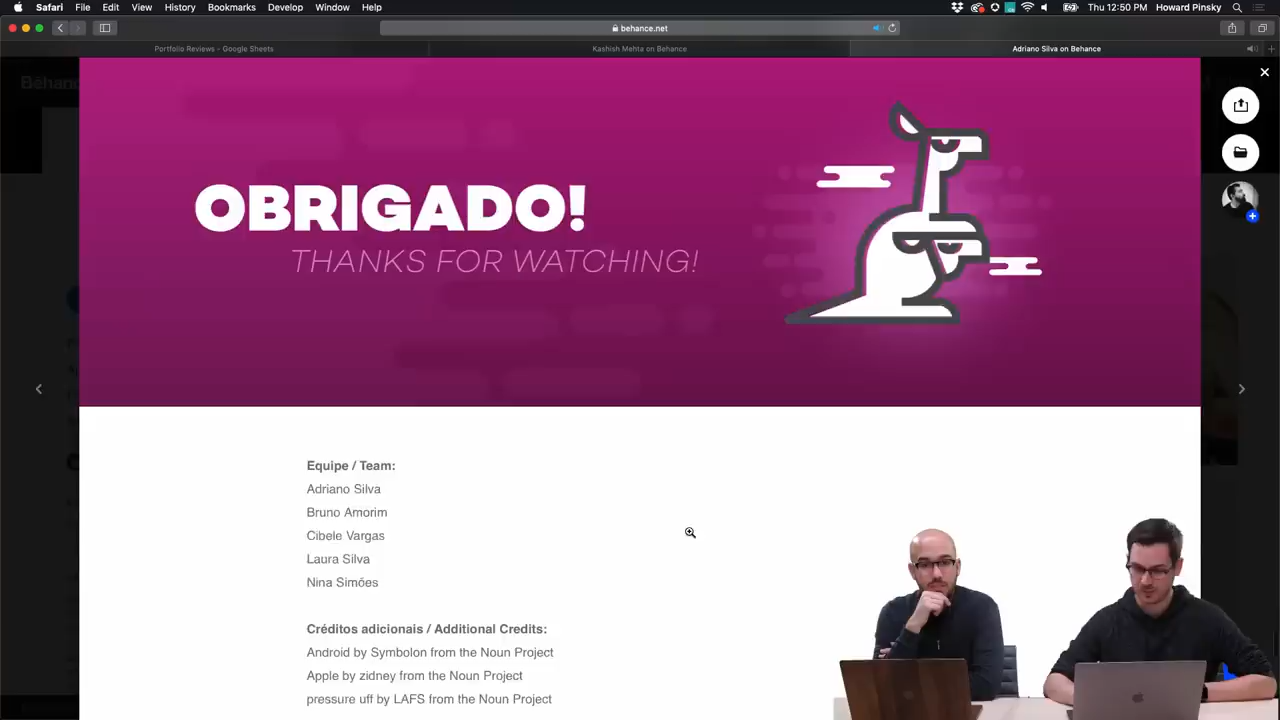 Safari File Edit View History Bookmarks Develop Window Help Thu 12:50 PM Howard Pinsky
behance.net
Portfolio Reviews - Google Sheets Kashish Mehta on Behance Adriano Silva on Behance
OBRIGADO!
THANKS FOR WATCHING!
Equipe / Team:
Adriano Silva
Bruno Amorim
Cibele Vargas
Laura Silva
Nina Simões
Créditos adicionais / Additional Credits:
Android by Symbolon from the Noun Project
Apple by zidney from the Noun Project
pressure uff by LAFS from the Noun Project